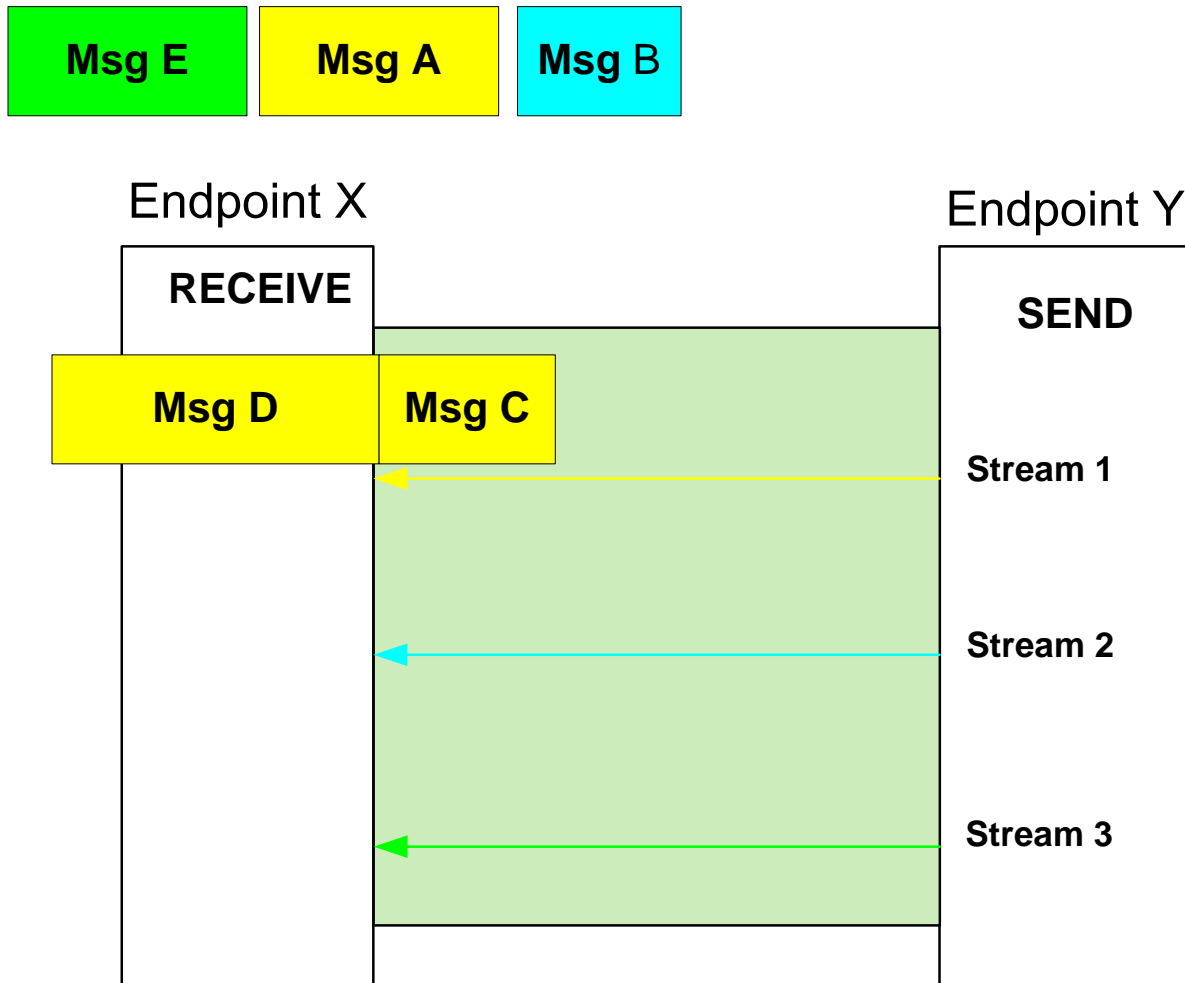 Msg E Msg A Msg B
Endpoint X
Endpoint Y
RECEIVE
SEND
Msg D Msg C
Stream 1
Stream 2
Stream 3